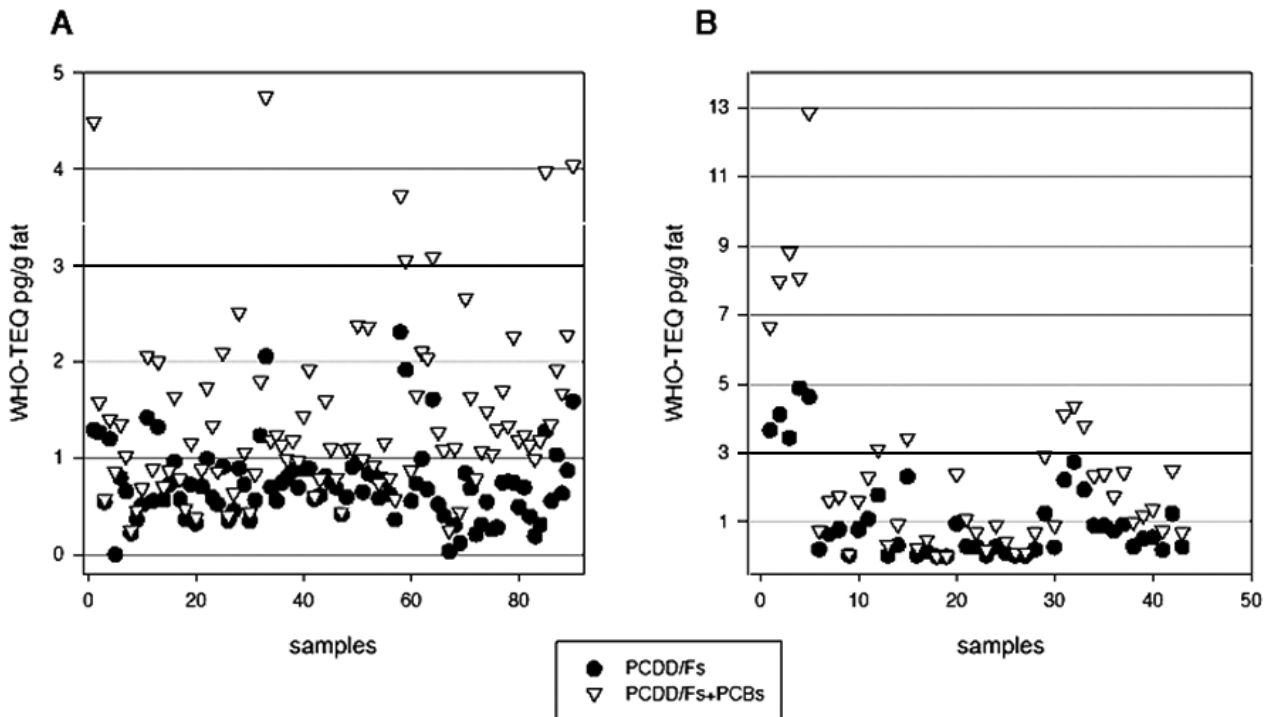 A
B
WHO-TEQ pg/g fat
5
4
3
2
1
0
0 20 40 60 80
samples
WHO-TEQ pg/g fat
13
11
9
7
5
3
1
0 10 20 30 40 50
samples
PCDD/Fs
PCDD/Fs+PCBs